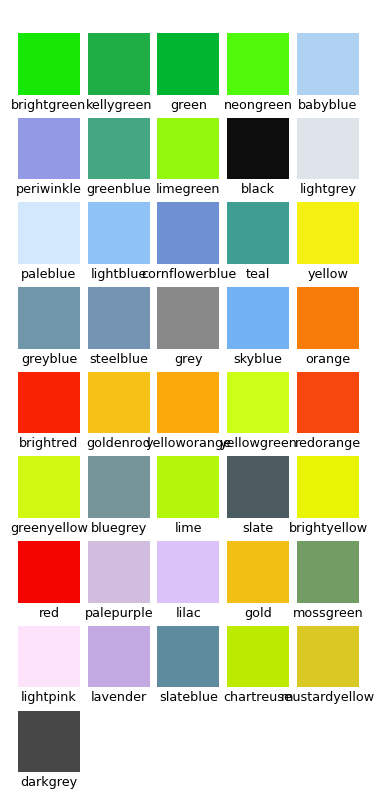 brightgreen kellygreen green neongreen babyblue
periwinkle greenblue limegreen black lightgrey
paleblue lightblue cornflowerblue teal yellow
greyblue steelblue grey skyblue orange
brightred goldenrod yelloworange yellowgreen redorange
greenyellow bluegrey lime slate brightyellow
red palepurple lilac gold mossgreen
lightpink lavender slateblue chartreuse mustardyellow
darkgrey